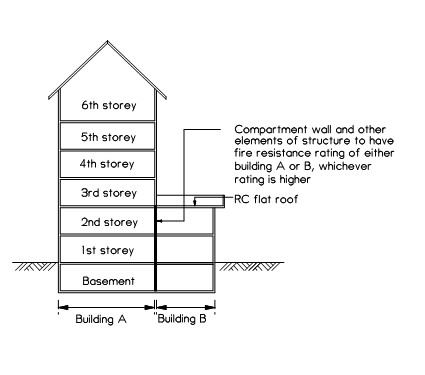 6th storey
5th storey
4th storey
3rd storey
2nd storey
1st storey
Basement
Compartment wall and other
elements of structure to have
fire resistance rating of either
building A or B, whichever
rating is higher
RC flat roof
Building A
Building B